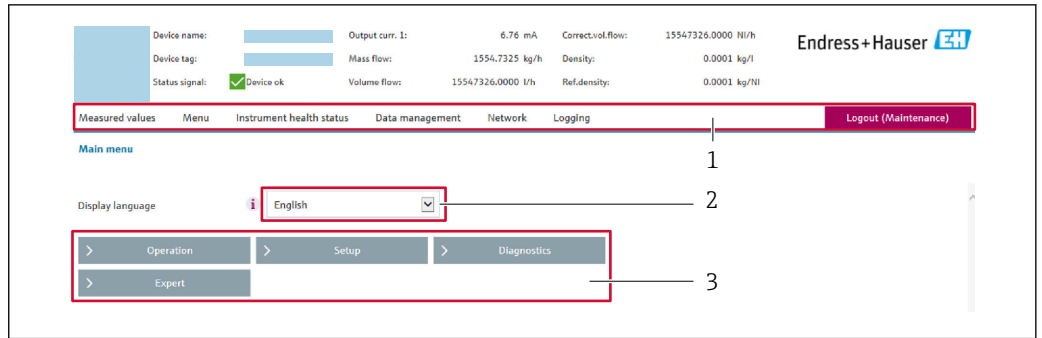 Device name: Output curr. 1: 6.76 mA Correct.vol.flow: 15547326.0000 Nl/h
Endress+Hauser EH
Device tag: Mass flow: 1554.7325 kg/h Density: 0.0001 kg/l
Status signal: Device ok Volume flow: 15547326.0000 l/h Ref.density: 0.0001 kg/Nl
Measured values Menu Instrument health status Data management Network Logging Logout (Maintenance)
1
Main menu
Display language i English 2
> Operation > Setup > Diagnostics
> Expert 3